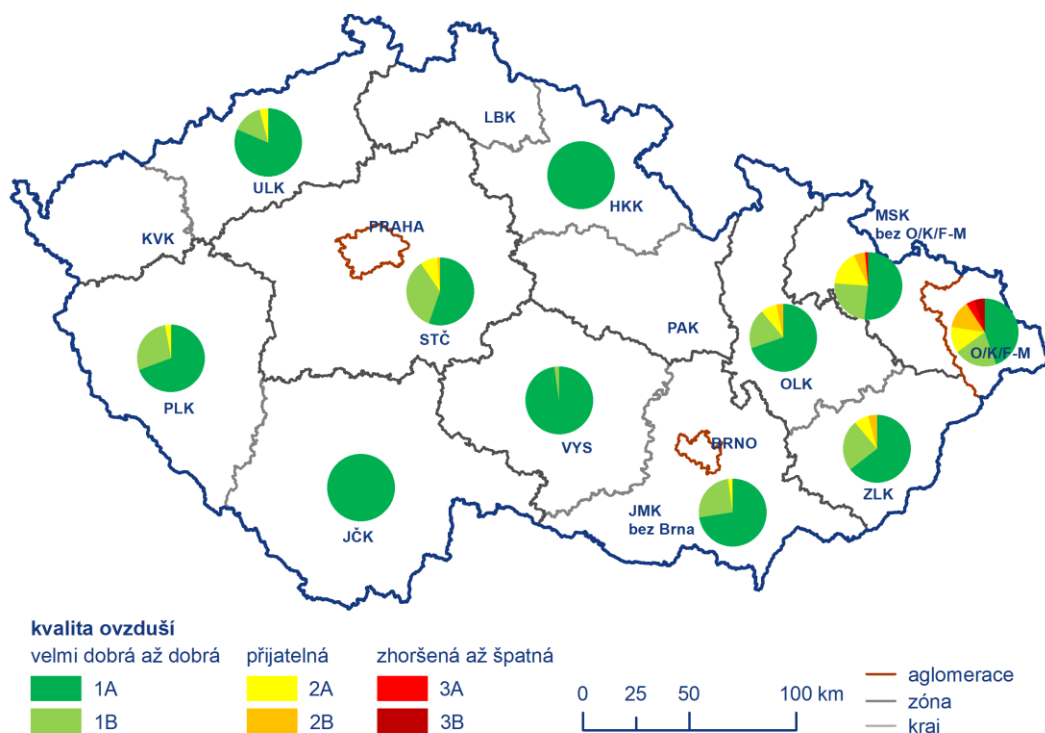 LBK
ULK
HKK
MSK
bez O/K/F-M
PRAHA
KVK
PAK
STČ
O/K/F-M
OLK
PLK
VYS
BRNO
ZLK
JMK
bez Brna
JČK
kvalita ovzduší
velmi dobrá až dobrá
přijatelná
zhoršená až špatná
1A
2A
3A
1B
2B
3B
0 25 50 100 km
aglomerace
zóna
kraj